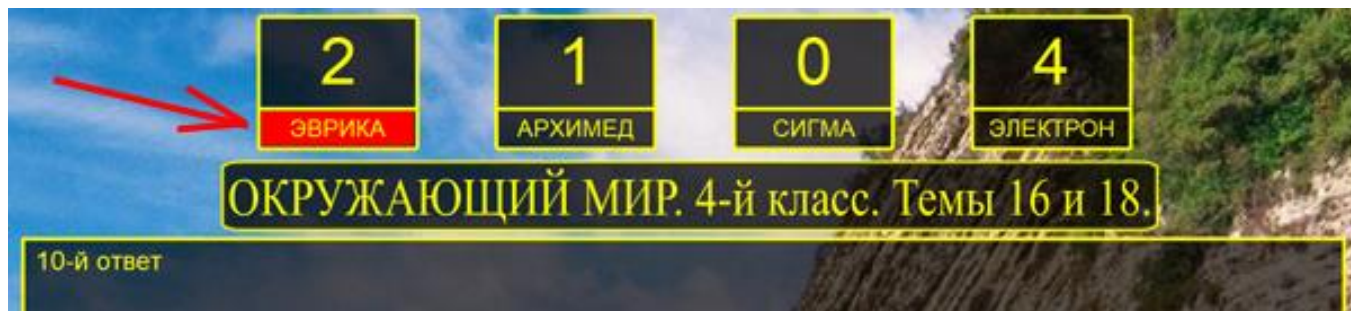 2 1 0 4
ЭВРИКА АРХИМЕД СИГМА ЭЛЕКТРОН
ОКРУЖАЮЩИЙ МИР. 4-й класс. Темы 16 и 18.
10-й ответ